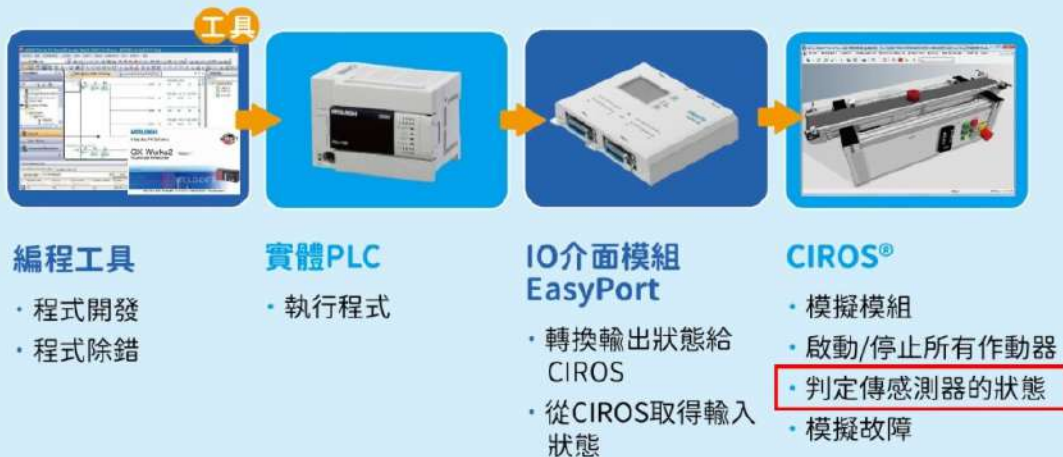 工具
MITSUBISHI
GX Works2
編程工具
・程式開發
・程式除錯
實體PLC
・執行程式
IO介面模組
EasyPort
・轉換輸出狀態給
CIROS
・從CIROS取得輸入
狀態
CIROS®
・模擬模組
・啟動/停止所有作動器
・判定傳感測器的狀態
・模擬故障